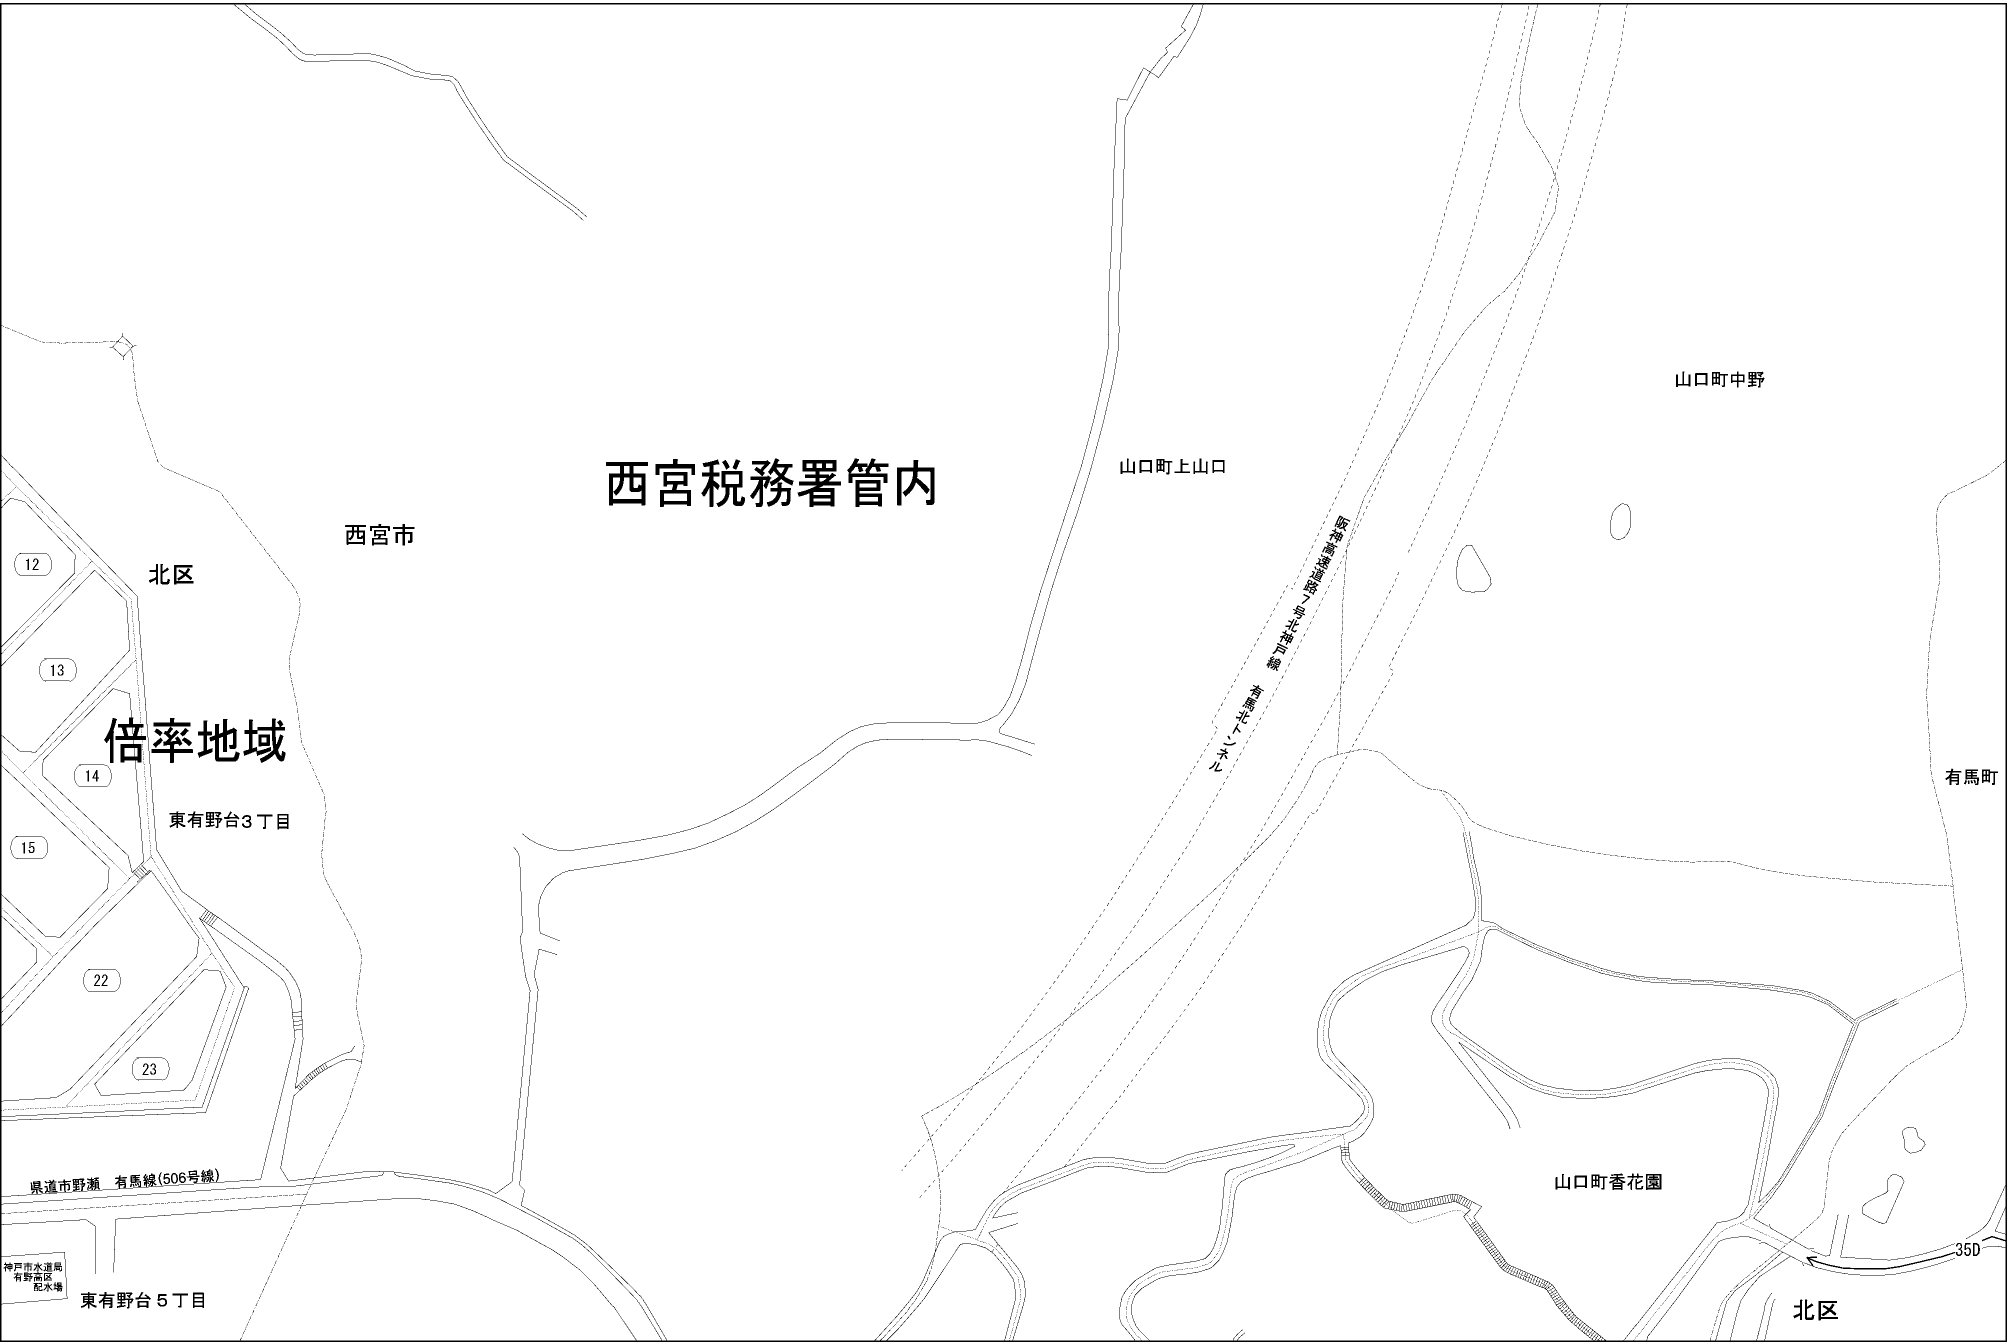 山口町中野
山口町上山口
西宮税務署管内
西宮市
阪神高速道路7号北神戸線 有馬北トンネル
12
北区
13
倍率地域
14
有馬町
東有野台3丁目
15
22
23
県道市野瀬 有馬線(506号線)
山口町香花園
35D
神戸市水道局
有野高区
配水場
東有野台5丁目
北区